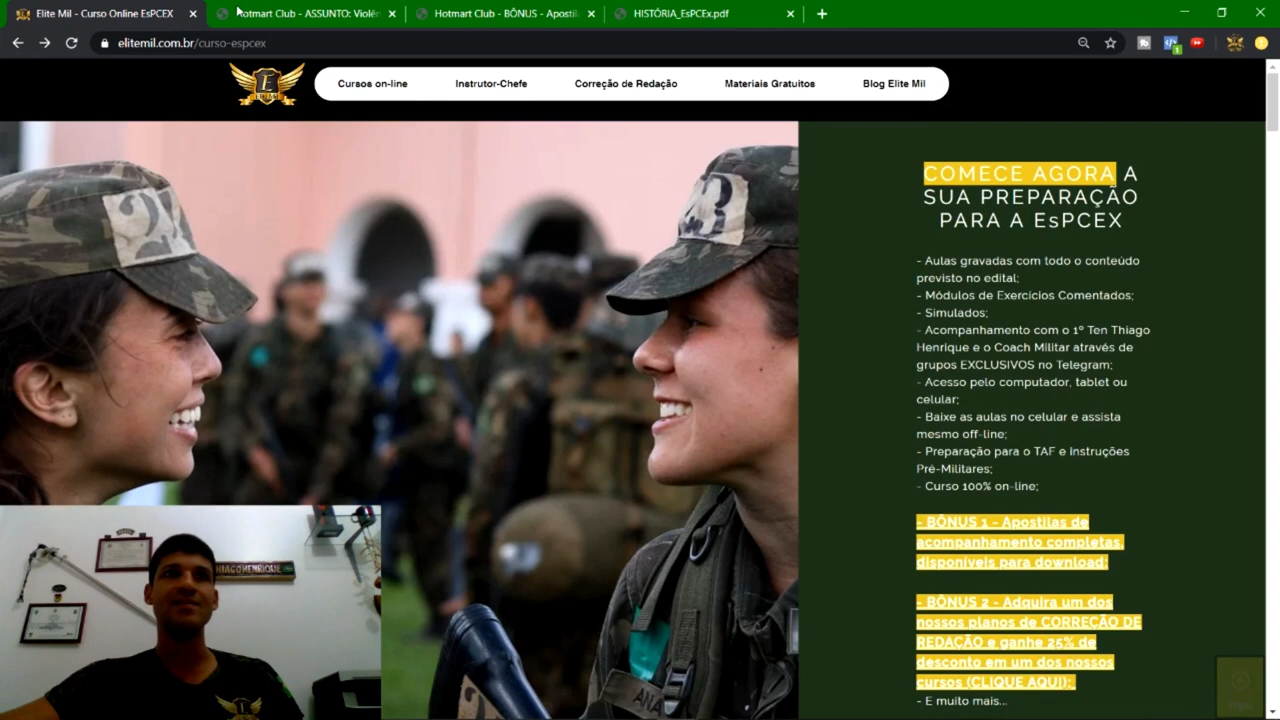 Elite Mil - Curso Online EsPCEX
Hotmart Club - ASSUNTO: Violên
Hotmart Club - BÔNUS - Apostil
HISTÓRIA_EsPCEx.pdf
elitemil.com.br/curso-espcex
Cursos on-line
Instrutor-Chefe
Correção de Redação
Materiais Gratuitos
Blog Elite Mil
COMECE AGORA A
SUA PREPARAÇÃO
PARA A EsPCEX
- Aulas gravadas com todo o conteúdo
previsto no edital;
- Módulos de Exercícios Comentados;
- Simulados;
- Acompanhamento com o 1º Ten Thiago
Henrique e o Coach Militar através de
grupos EXCLUSIVOS no Telegram;
- Acesso pelo computador, tablet ou
celular;
- Baixe as aulas no celular e assista
mesmo off-line;
- Preparação para o TAF e instruções
Pré-Militares;
- Curso 100% on-line;
- BÔNUS 1 - Apostilas de
acompanhamento completas,
disponíveis para download;
- BÔNUS 2 - Adquira um dos
nossos planos de CORREÇÃO DE
REDAÇÃO e ganhe 25% de
desconto em um dos nossos
cursos (CLIQUE AQUI);
- E muito mais...
Topo
23
ANA
THIAGO HENRIQUE